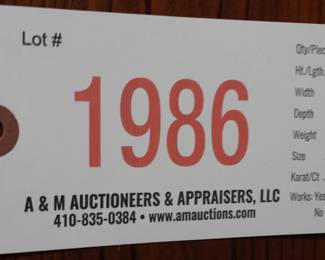 Lot #
1986
A & M AUCTIONEERS & APPRAISERS, LLC
410-835-0384 • www.amauctions.com
Qty/Piec
Ht./Lgth.
Width
Depth
Weight
Size
Karat/Ct
Works: Yes
No